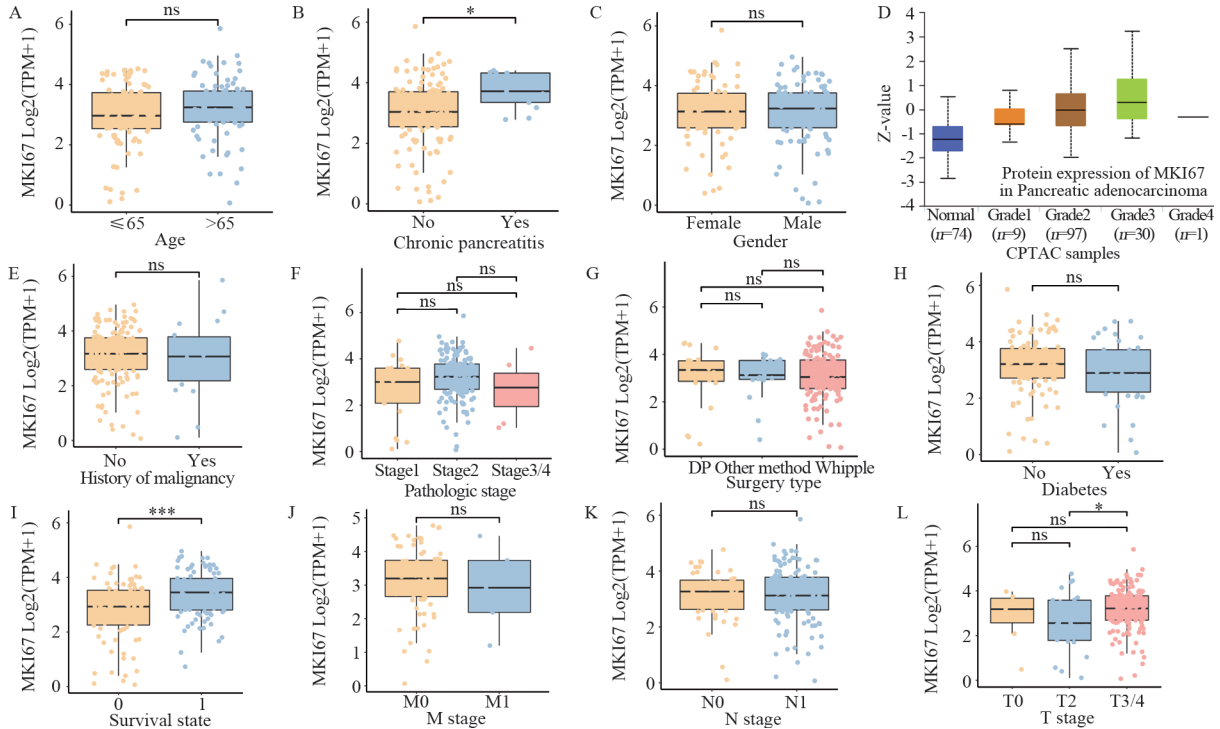 A
MKI67 Log2(TPM+1)
6
4
2
0
ns
≤65
>65
Age
B
MKI67 Log2(TPM+1)
6
4
2
0
*
No
Yes
Chronic pancreatitis
C
MKI67 Log2(TPM+1)
6
4
2
0
ns
Female
Male
Gender
D
Z-value
4
3
2
1
0
-1
-2
-3
-4
Protein expression of MKI67
in Pancreatic adenocarcinoma
Normal Grade1 Grade2 Grade3 Grade4
(n=74) (n=9) (n=97) (n=30) (n=1)
CPTAC samples
E
MKI67 Log2(TPM+1)
6
4
2
0
ns
No
Yes
History of malignancy
F
MKI67 Log2(TPM+1)
6
4
2
0
ns
ns
ns
Stage1 Stage2 Stage3/4
Pathologic stage
G
MKI67 Log2(TPM+1)
6
4
2
0
ns
ns
ns
DP Other method Whipple
Surgery type
H
MKI67 Log2(TPM+1)
6
4
2
0
ns
No
Yes
Diabetes
I
MKI67 Log2(TPM+1)
6
4
2
0
***
0
1
Survival state
J
MKI67 Log2(TPM+1)
5
4
3
2
1
0
ns
M0
M1
M stage
K
MKI67 Log2(TPM+1)
6
4
2
0
ns
N0
N1
N stage
L
MKI67 Log2(TPM+1)
6
4
2
0
*
ns
ns
T0
T2
T3/4
T stage